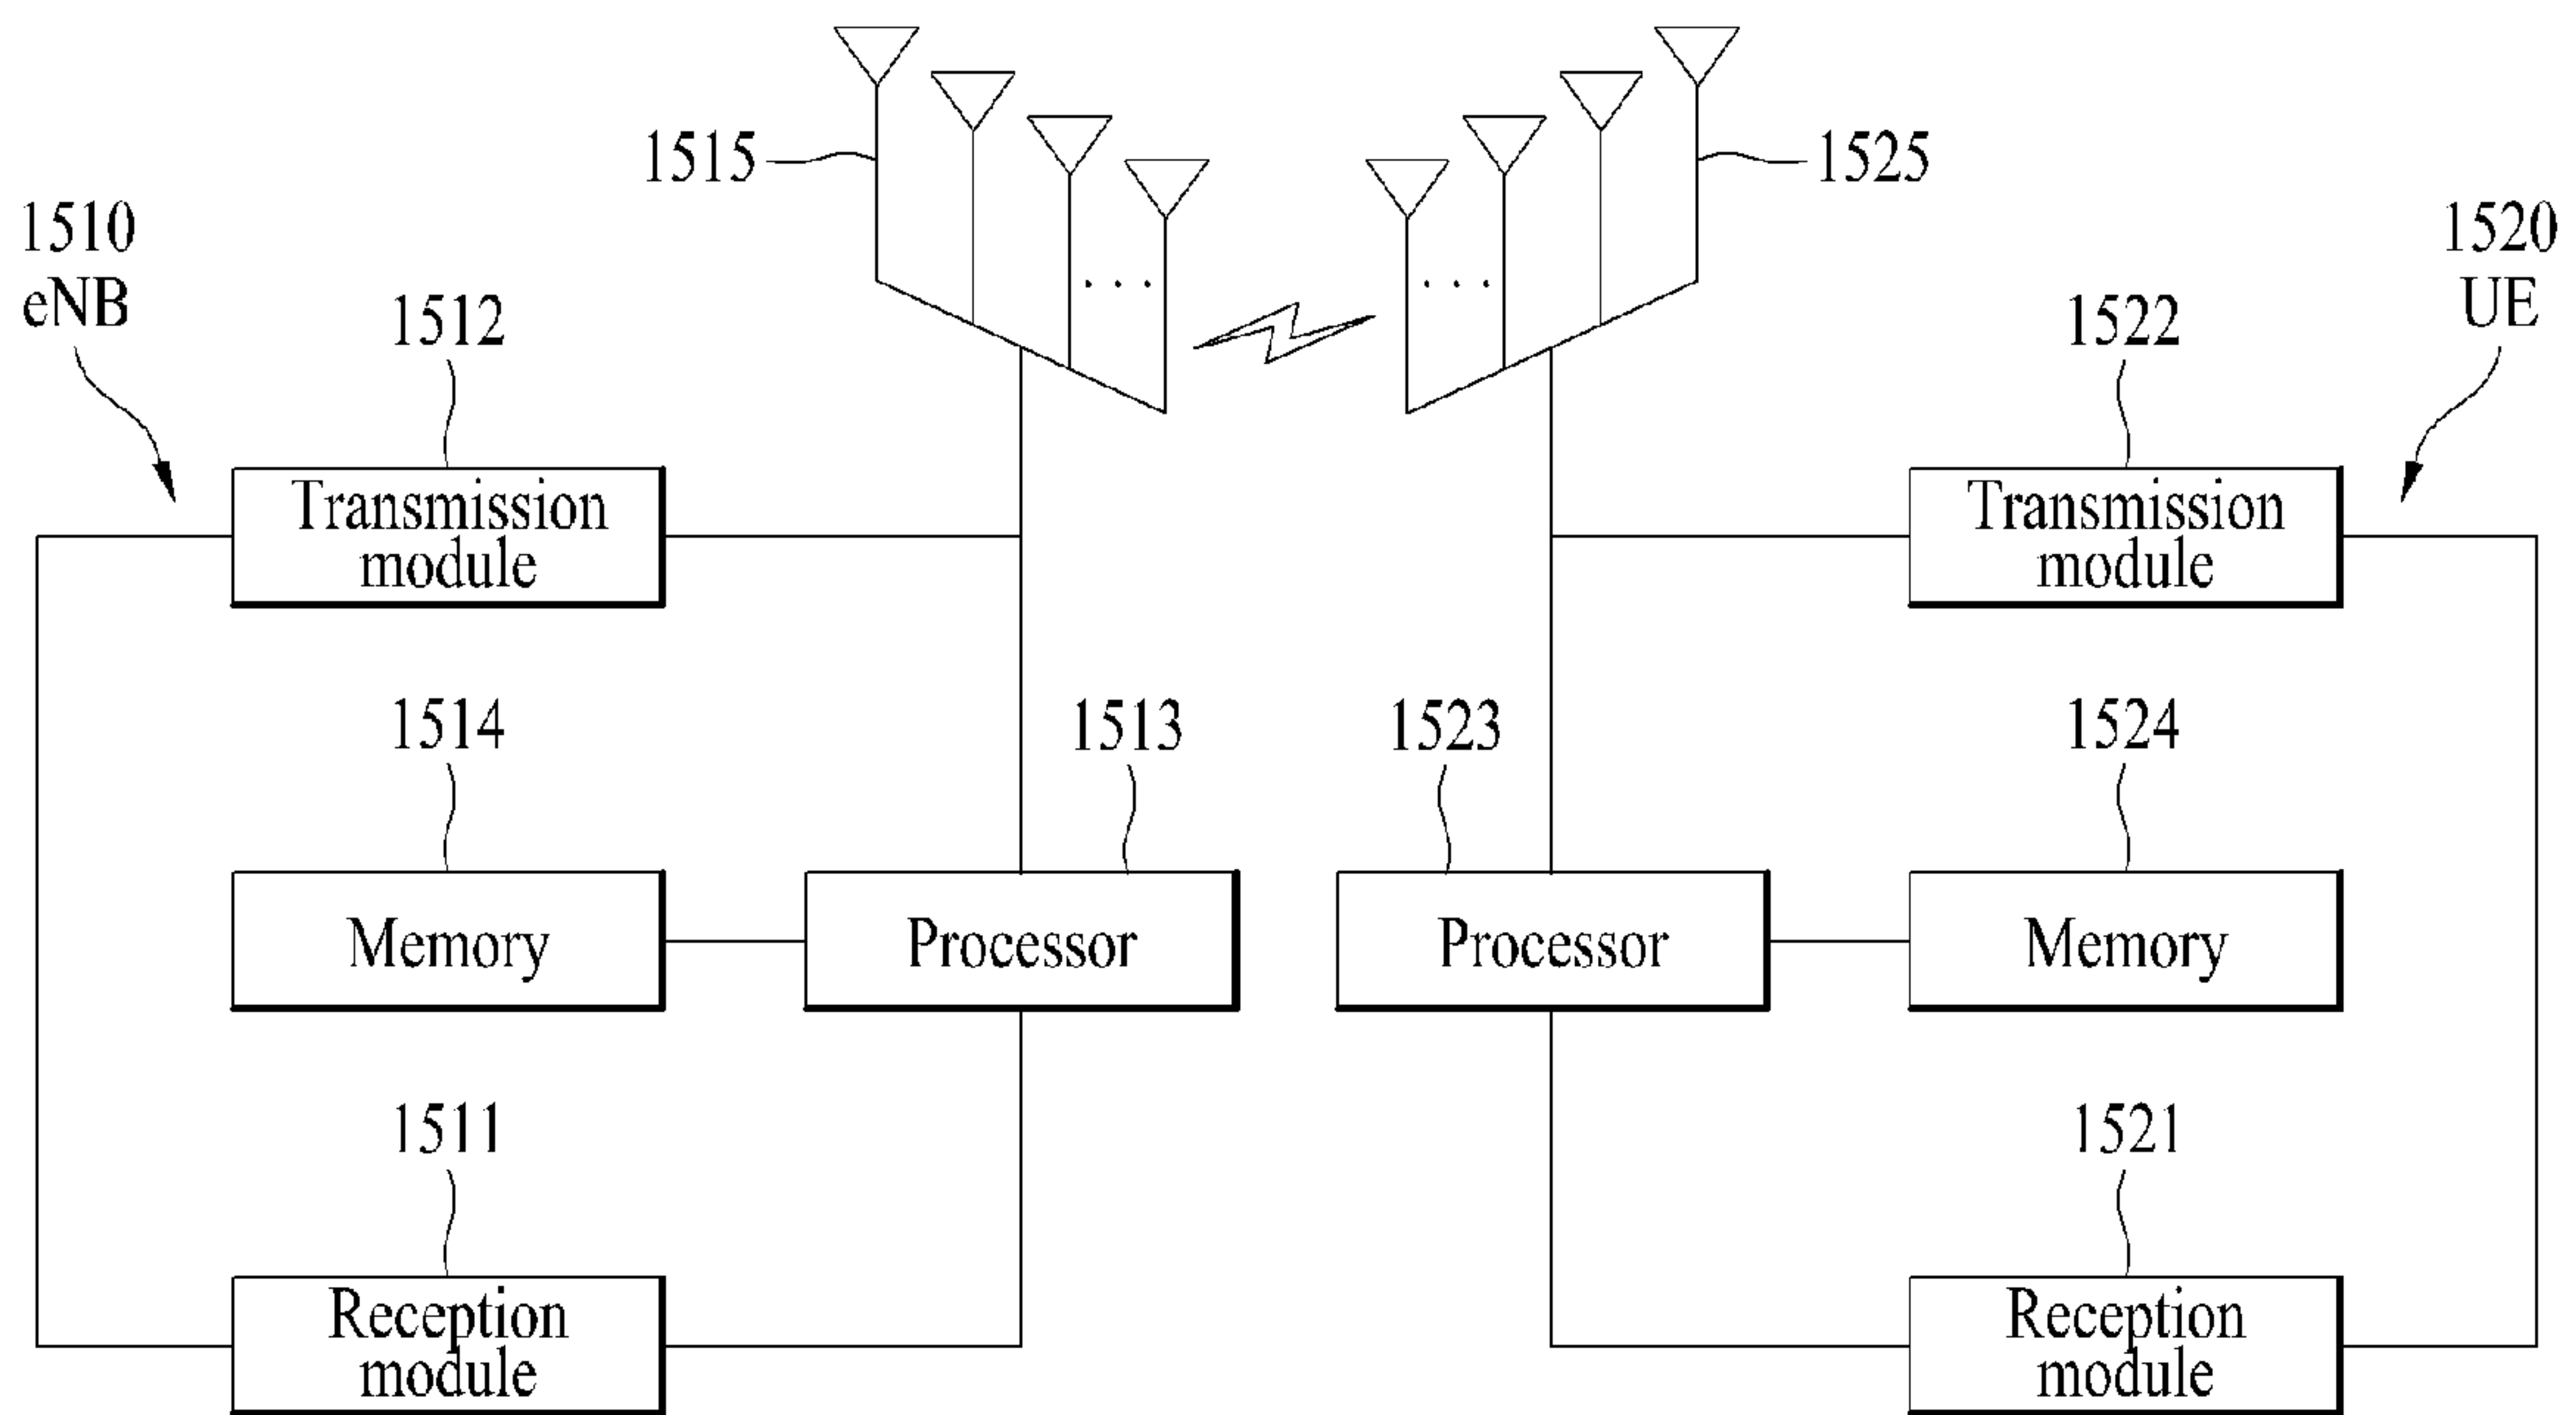 1515
1525
1510
eNB
1520
UE
1512
1522
Transmission
module
Transmission
module
1514
1513
1523
1524
Memory
Processor
Processor
Memory
1511
1521
Reception
module
Reception
module